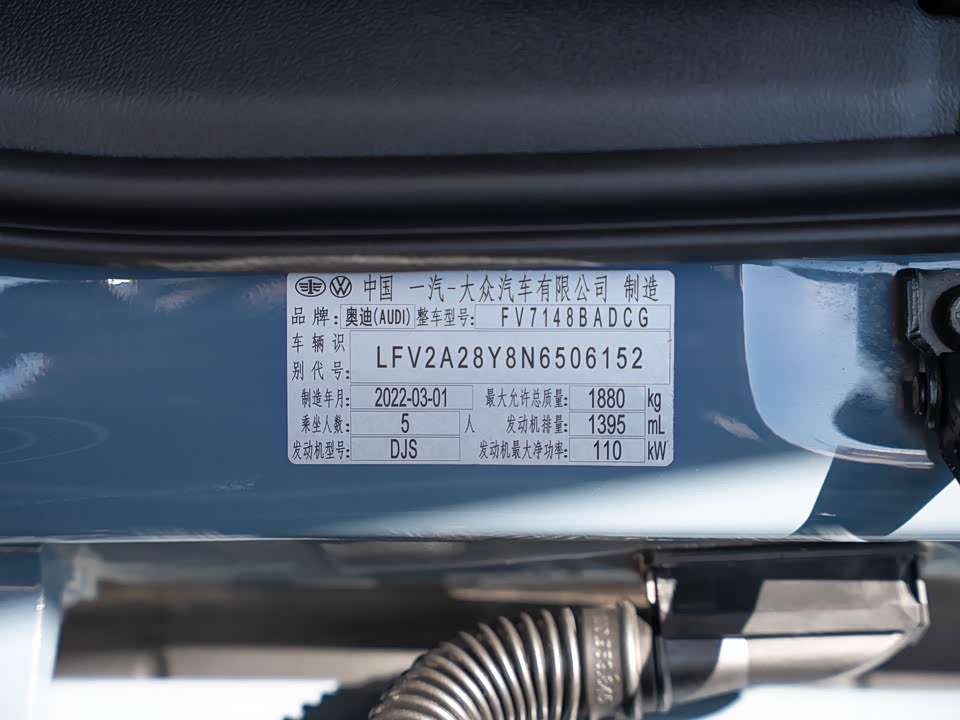 中国 一汽-大众汽车有限公司 制造
品牌: 奥迪(AUDI) 整车型号: FV7148BADCG
车辆识别代号: LFV2A28Y8N6506152
制造年月: 2022-03-01 最大允许总质量: 1880 kg
乘坐人数: 5 人 发动机排量: 1395 mL
发动机型号: DJS 发动机最大净功率: 110 kW